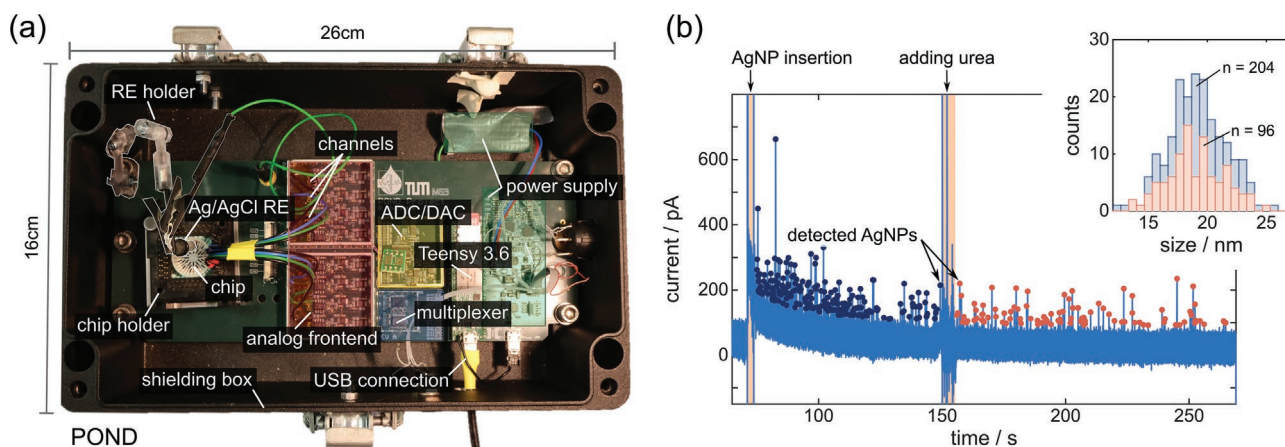 (a)
26cm
16cm
RE holder
channels
TUM
power supply
Ag/AgCl RE
ADC/DAC
Teensy 3.6
chip
chip holder
multiplexer
analog frontend
USB connection
shielding box
POND
(b)
AgNP insertion
adding urea
detected AgNPs
current / pA
600
400
200
0
100
150
200
250
time / s
30
20
10
0
counts
n = 204
n = 96
15
20
25
size / nm